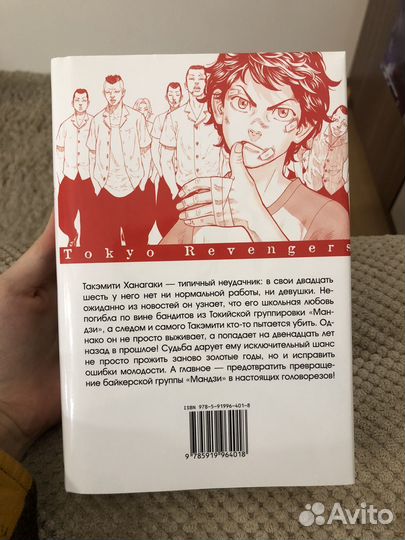 Tokyo Revengers
Такэмити Ханагаки — типичный неудачник: в свои двадцать
шесть у него нет ни нормальной работы, ни девушки. Не-
ожиданно из новостей он узнает, что его школьная любовь
погибла по вине бандитов из Токийской группировки «Ман-
дзи», а следом и самого Такэмити кто-то пытается убить. Од-
нако он не просто выживает, а попадает на двенадцать лет
назад в прошлое! Судьба дарует ему исключительный шанс
не просто прожить заново золотые годы, но и исправить
ошибки молодости. А главное — предотвратить превраще-
ние байкерской группы «Мандзи» в настоящих головорезов!
ISBN 978-5-91996-401-8
9 785919 964018
Avito